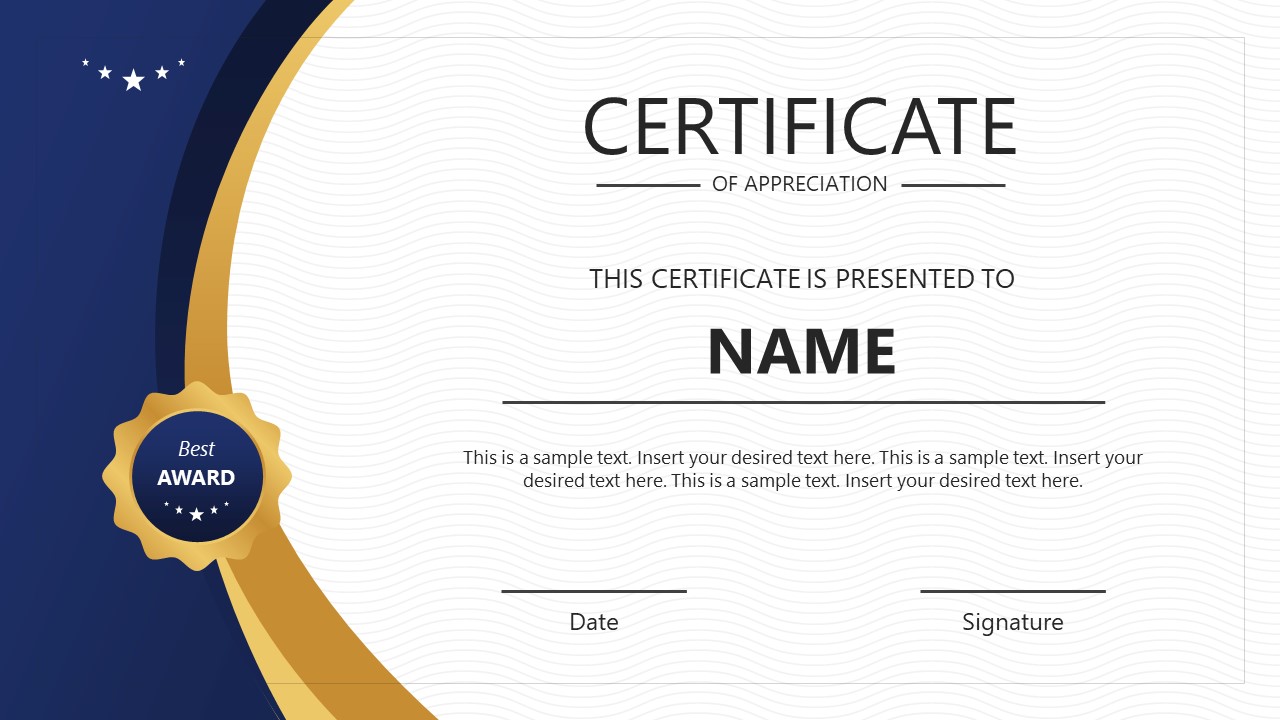 CERTIFICATE
OF APPRECIATION
THIS CERTIFICATE IS PRESENTED TO
NAME
This is a sample text. Insert your desired text here. This is a sample text. Insert your
desired text here. This is a sample text. Insert your desired text here.
Best
AWARD
Date
Signature